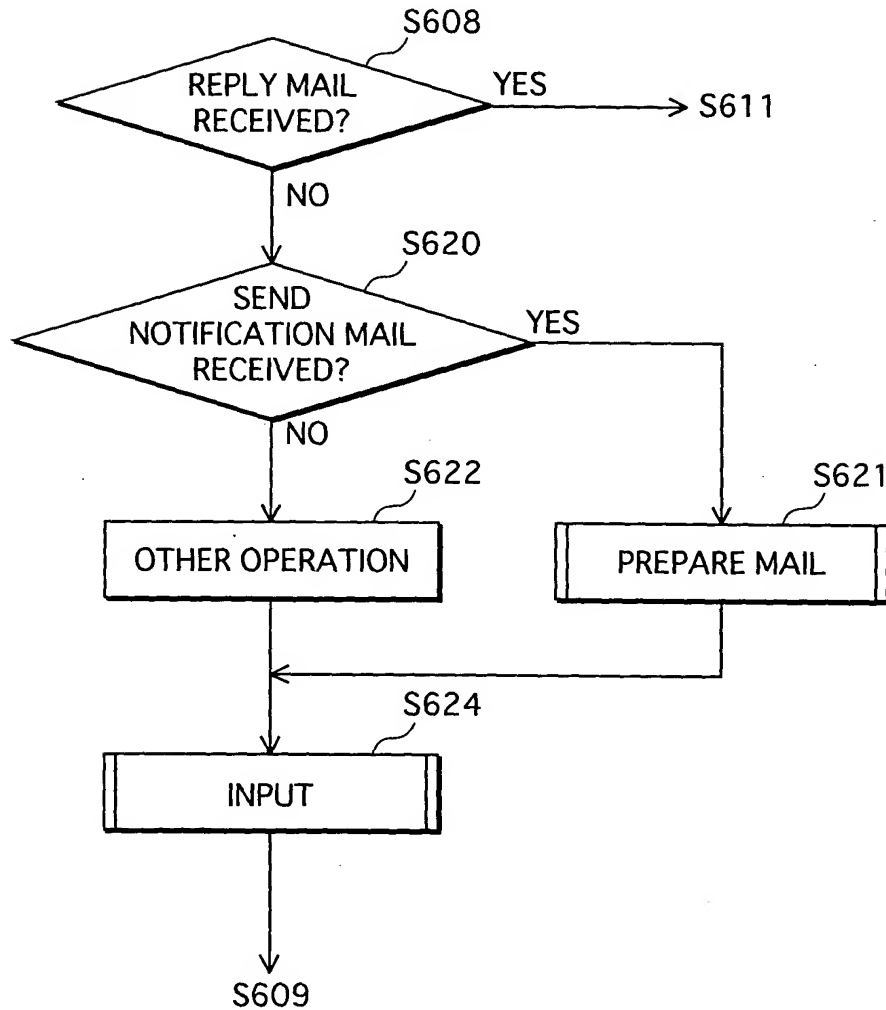 S608
REPLY MAIL
RECEIVED?
YES
S611
NO
S620
SEND
NOTIFICATION MAIL
RECEIVED?
YES
NO
S622
OTHER OPERATION
S621
PREPARE MAIL
S624
INPUT
S609